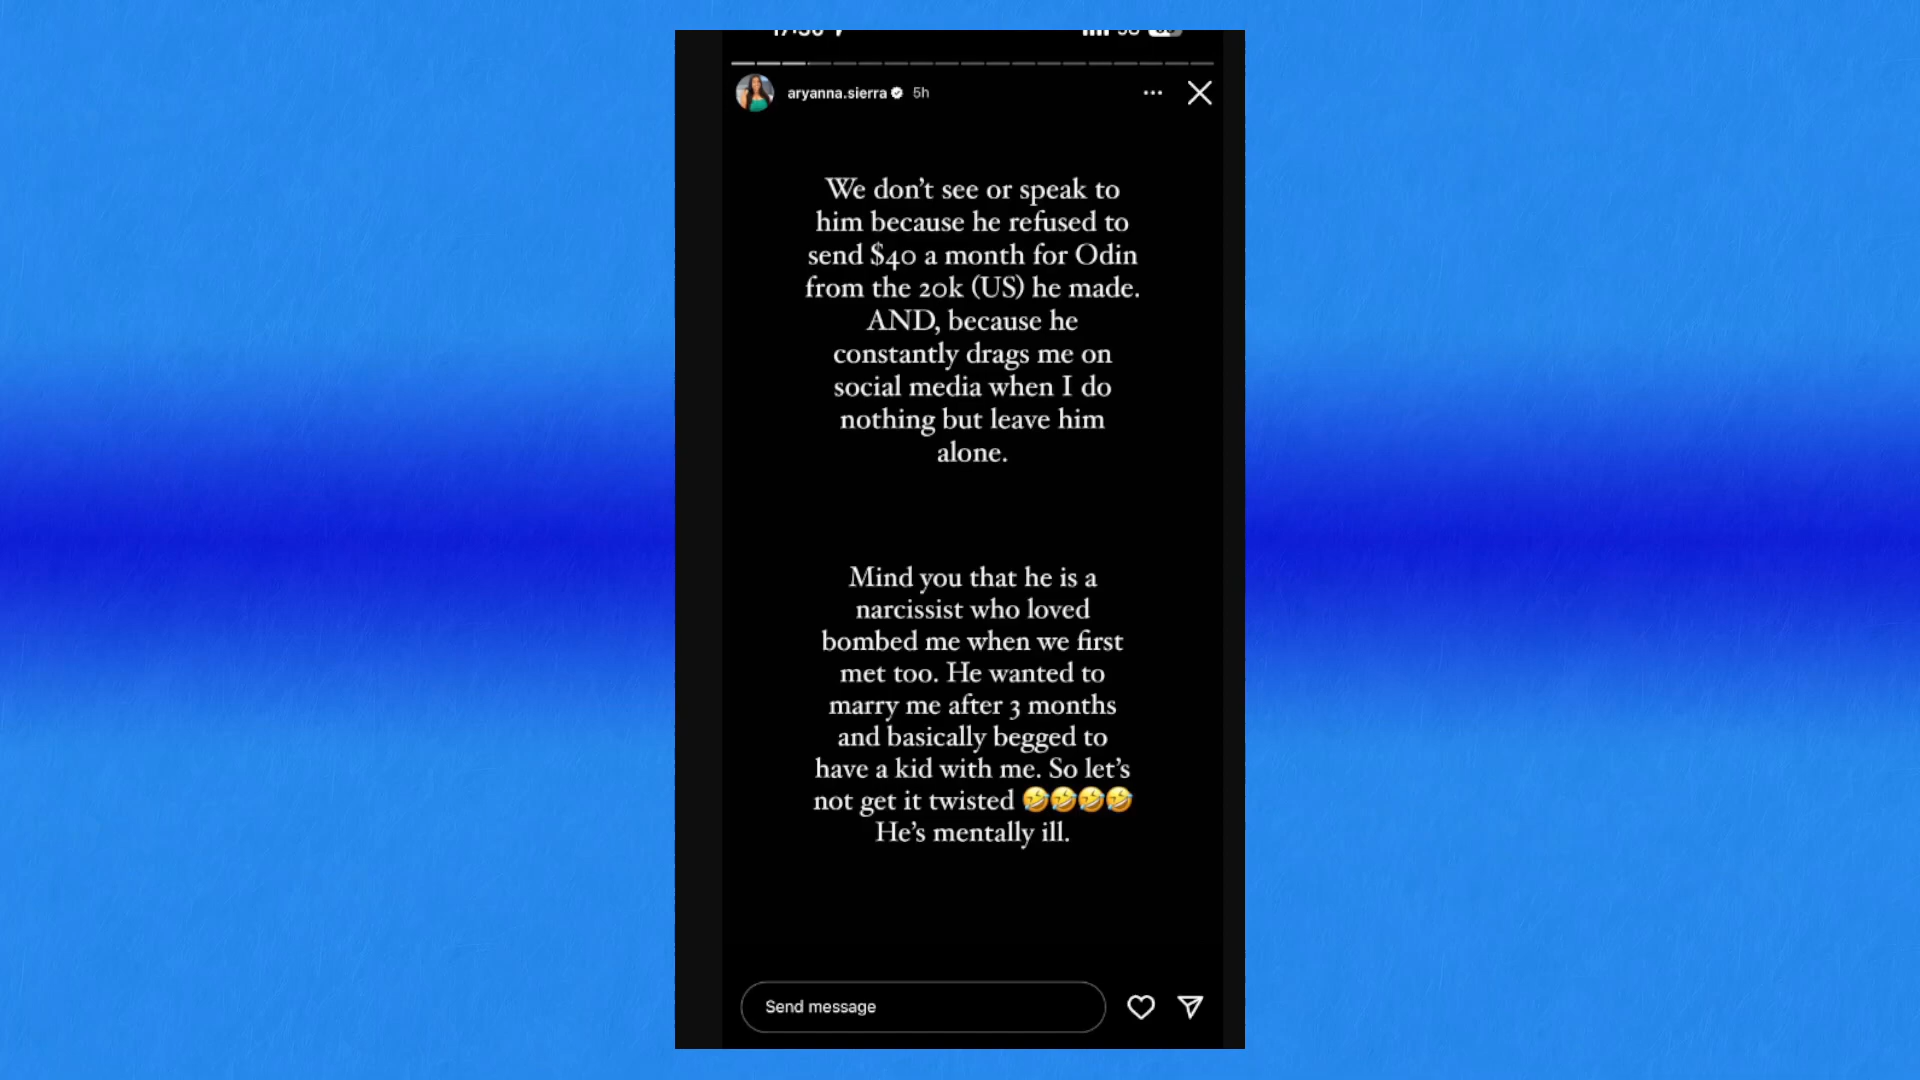 aryanna.sierra 5h
We don't see or speak to
him because he refused to
send $40 a month for Odin
from the 20k (US) he made.
AND, because he
constantly drags me on
social media when I do
nothing but leave him
alone.
Mind you that he is a
narcissist who loved
bombed me when we first
met too. He wanted to
marry me after 3 months
and basically begged to
have a kid with me. So let's
not get it twisted 🤣🤣🤣🤣
He's mentally ill.
Send message